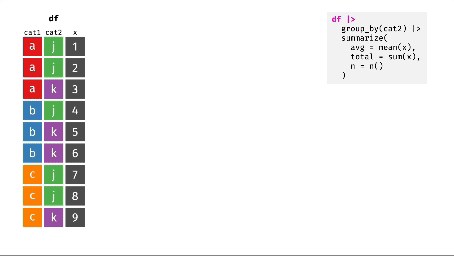 df
cat1 cat2 x
a j 1
a j 2
a k 3
b j 4
b k 5
b k 6
c j 7
c j 8
c k 9
df |>
group_by(cat2) |>
summarize(
avg = mean(x),
total = sum(x),
n = n()
)